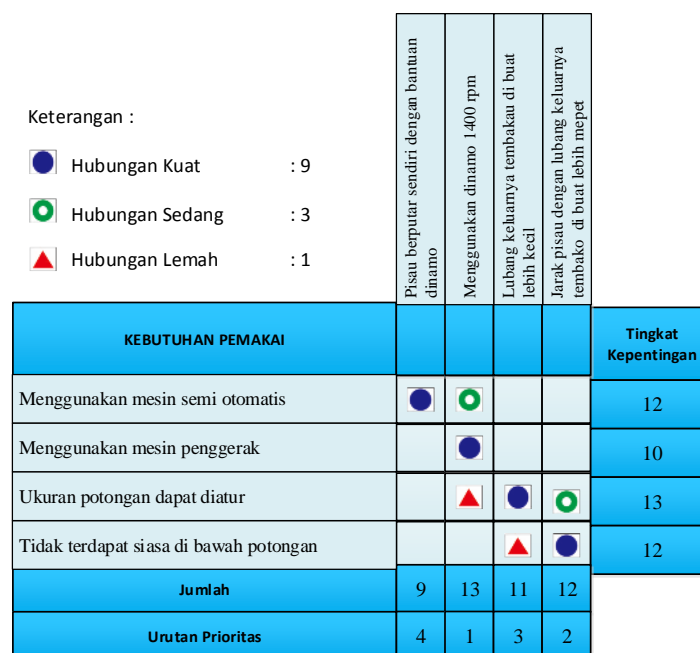 Keterangan :
Hubungan Kuat : 9
Hubungan Sedang : 3
Hubungan Lemah : 1
Pisau berputar sendiri dengan bantuan
dinamo
Menggunakan dinamo 1400 rpm
Lubang keluarnya tembakau di buat
lebih kecil
Jarak pisau dengan lubang keluarnya
tembako di buat lebih mepet
KEBUTUHAN PEMAKAI
Tingkat
Kepentingan
Menggunakan mesin semi otomatis 12
Menggunakan mesin penggerak 10
Ukuran potongan dapat diatur 13
Tidak terdapat siasa di bawah potongan 12
Jumlah 9 13 11 12
Urutan Prioritas 4 1 3 2